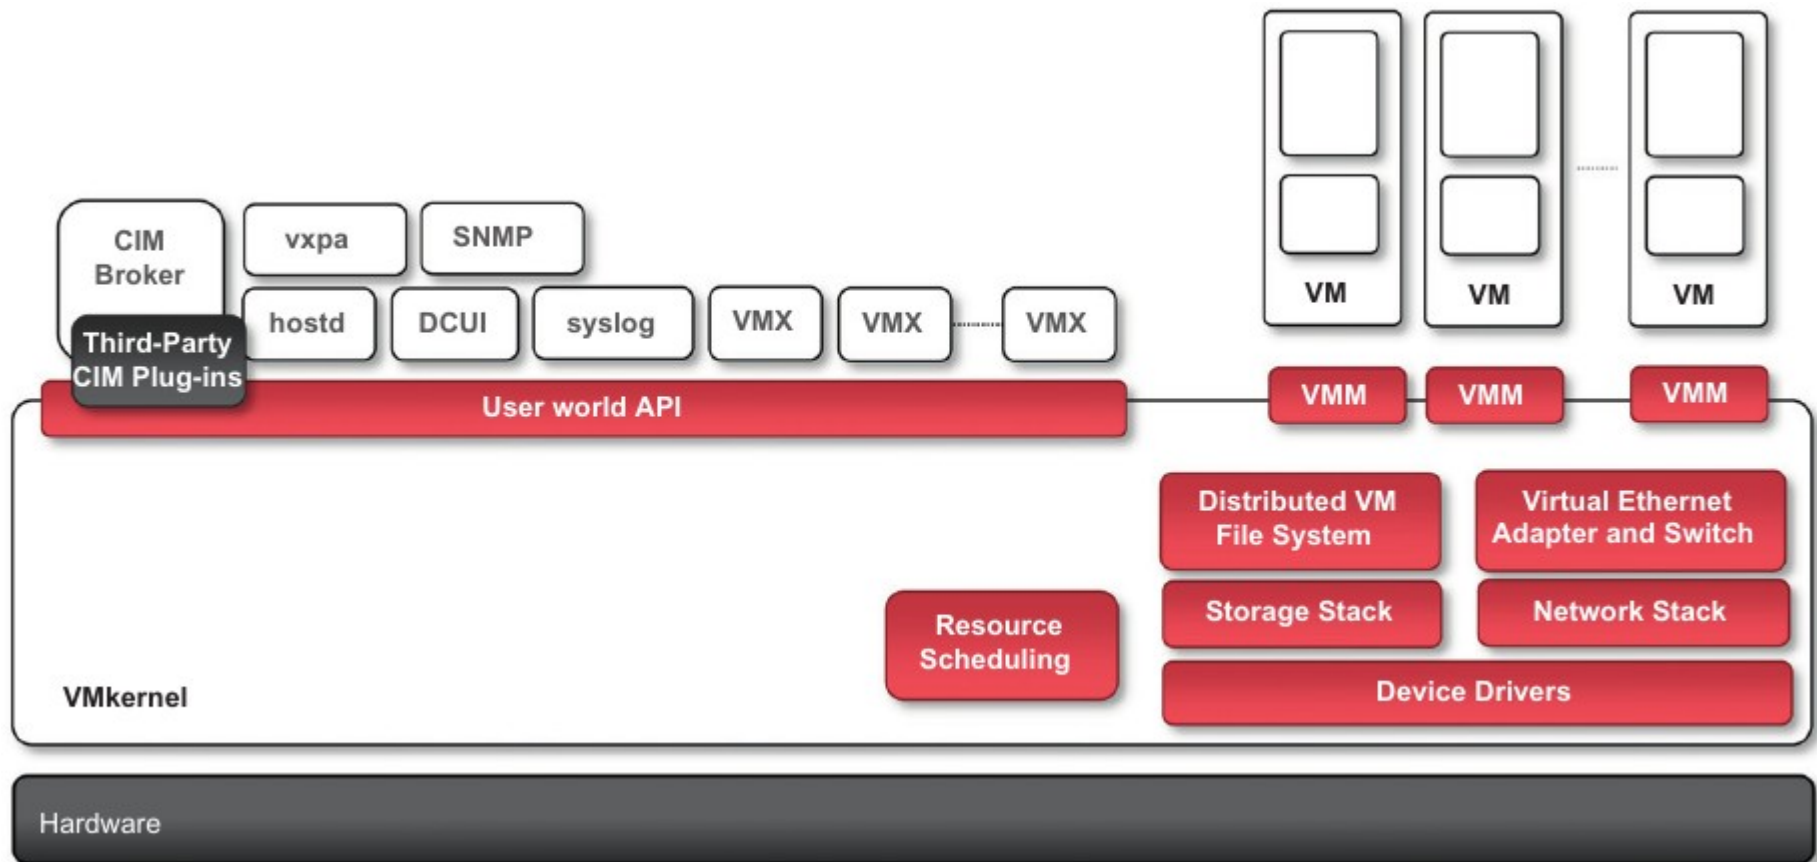 CIM
Broker
vxpa
SNMP
hostd
DCUI
syslog
VMX
VMX
VMX
Third-Party
CIM Plug-ins
User world API
VM
VM
VM
VMM
VMM
VMM
Distributed VM
File System
Virtual Ethernet
Adapter and Switch
Storage Stack
Network Stack
Resource
Scheduling
Device Drivers
VMkernel
Hardware